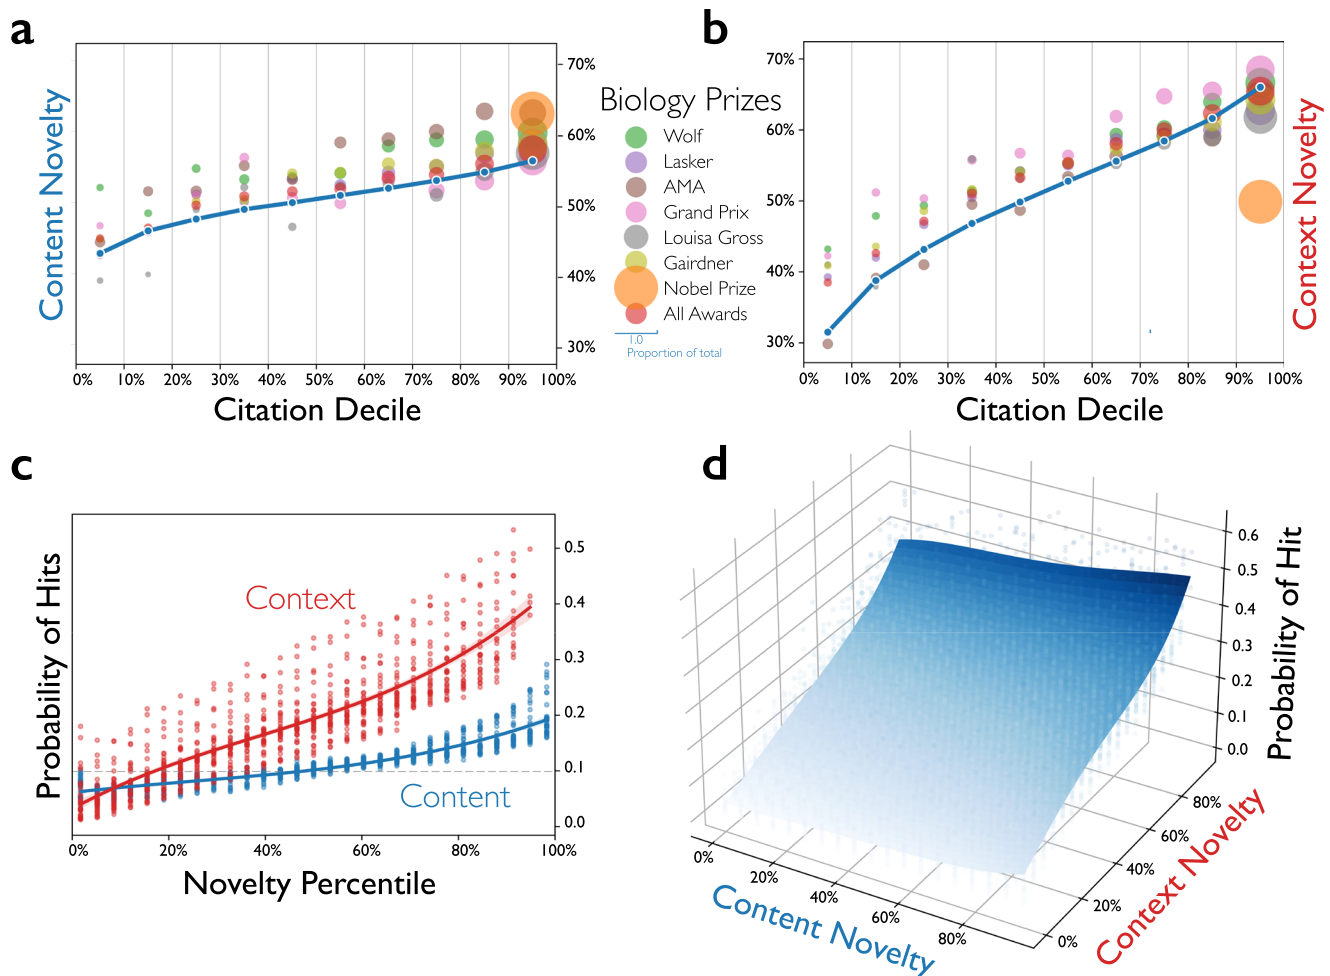 a
Content Novelty
70%
60%
50%
40%
30%
0% 10% 20% 30% 40% 50% 60% 70% 80% 90% 100%
Citation Decile
Biology Prizes
Wolf
Lasker
AMA
Grand Prix
Louisa Gross
Gairdner
Nobel Prize
All Awards
1.0
Proportion of total
b
70%
60%
50%
40%
30%
Context Novelty
0% 10% 20% 30% 40% 50% 60% 70% 80% 90% 100%
Citation Decile
c
Probability of Hits
Context
Content
0.5
0.4
0.3
0.2
0.1
0.0
0% 20% 40% 60% 80% 100%
Novelty Percentile
d
0.6
0.5
0.4
0.3
0.2
0.1
0.0
Probability of Hit
80%
60%
40%
20%
0%
Context Novelty
0%
20%
40%
60%
80%
Content Novelty